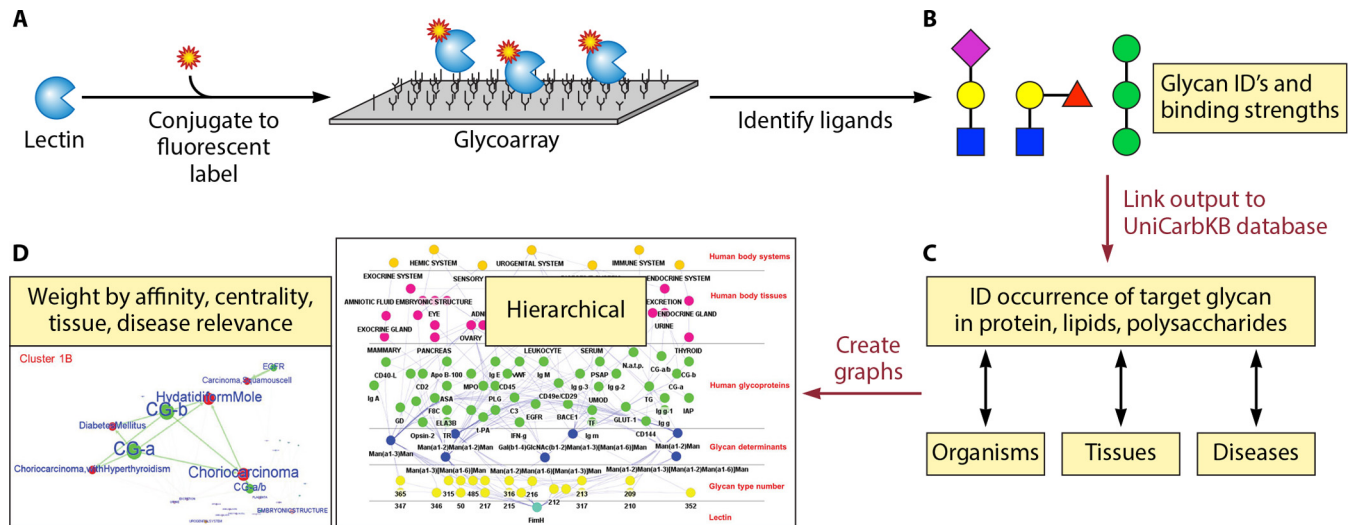 A
Lectin
Conjugate to
fluorescent
label
Glycoarray
Identify ligands
B
Glycan ID's and
binding strengths
Link output to
UniCarbKB
database
C
ID occurrence of target glycan
in protein, lipids, polysaccharides
Organisms
Tissues
Diseases
Create
graphs
D
Weight by affinity, centrality,
tissue, disease relevance
Cluster 1B
EGFR
Carcinoma,Squamouscell
HydatidiformMole
CG-b
DiabetesMellitus
CG-a
Choriocarcinoma,withHyperthyroidism
Choriocarcinoma
CG-a/b
EMBRYONICSTRUCTURE
Hierarchical
Human body systems
HEMIC SYSTEM
UROGENITAL SYSTEM
IMMUNE SYSTEM
EXOCRINE SYSTEM
SENSORY
ENDOCRINE SYSTEM
Human body tissues
AMNIOTIC FLUID
EMBRYONIC STRUCTURE
EXCRETION
EYE
ENDOCRINE GLAND
EXOCRINE GLAND
OVARY
URINE
MAMMARY
PANCREAS
LEUKOCYTE
SERUM
THYROID
N.a.t.p.
CD40-L
Apo B-100
Ig E
vWF
Ig M
PSAP
CG-a/b
CG-b
Human glycoproteins
Ig A
CD2
MPO
CD45
Ig g-3
Ig g-2
CG-a
ASA
PLG
CD49e/CD29
UMOD
TG
IAP
GD
F8C
C3
BACE1
Ig g-1
ELA3B
t-PA
EGFR
TF
GLUT-1
Ig g
Opsin-2
TR
IFN-g
Ig m
CD144
Glycan determinants
Man(a1-3)Man
Man(a1-2)Man(a1-2)Man
Gal(b1-4)GlcNAc(b1-2)Man(a1-3)[Man(a1-6)]Man
Man(a1-2)Man
Man(a1-3)[Man(a1-6)]Man
Man(a1-2)Man(a1-6)[Man(a1-3)]Man
Man(a1-2)Man(a1-3)[Man(a1-2)Man(a1-6)]Man
Glycan type number
365
315
485
316
216
213
209
347
346
50
217
215
212
317
210
352
Lectin
FimH